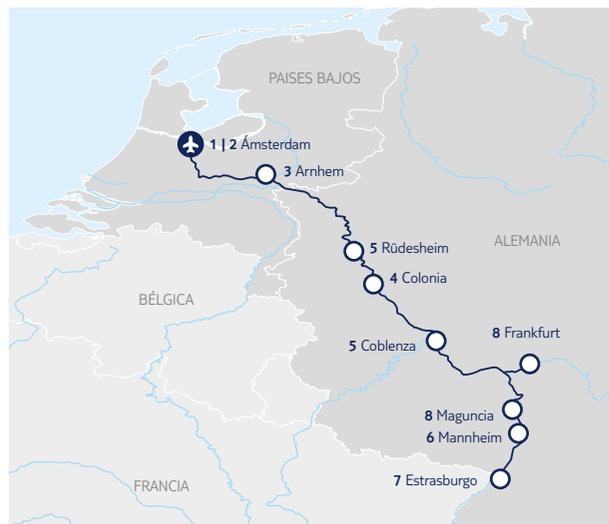 PAISES BAJOS
1 | 2 Ámsterdam
3 Arnhem
ALEMANIA
5 Rüdesheim
4 Colonia
BÉLGICA
8 Frankfurt
5 Coblenza
8 Maguncia
6 Mannheim
7 Estrasburgo
FRANCIA